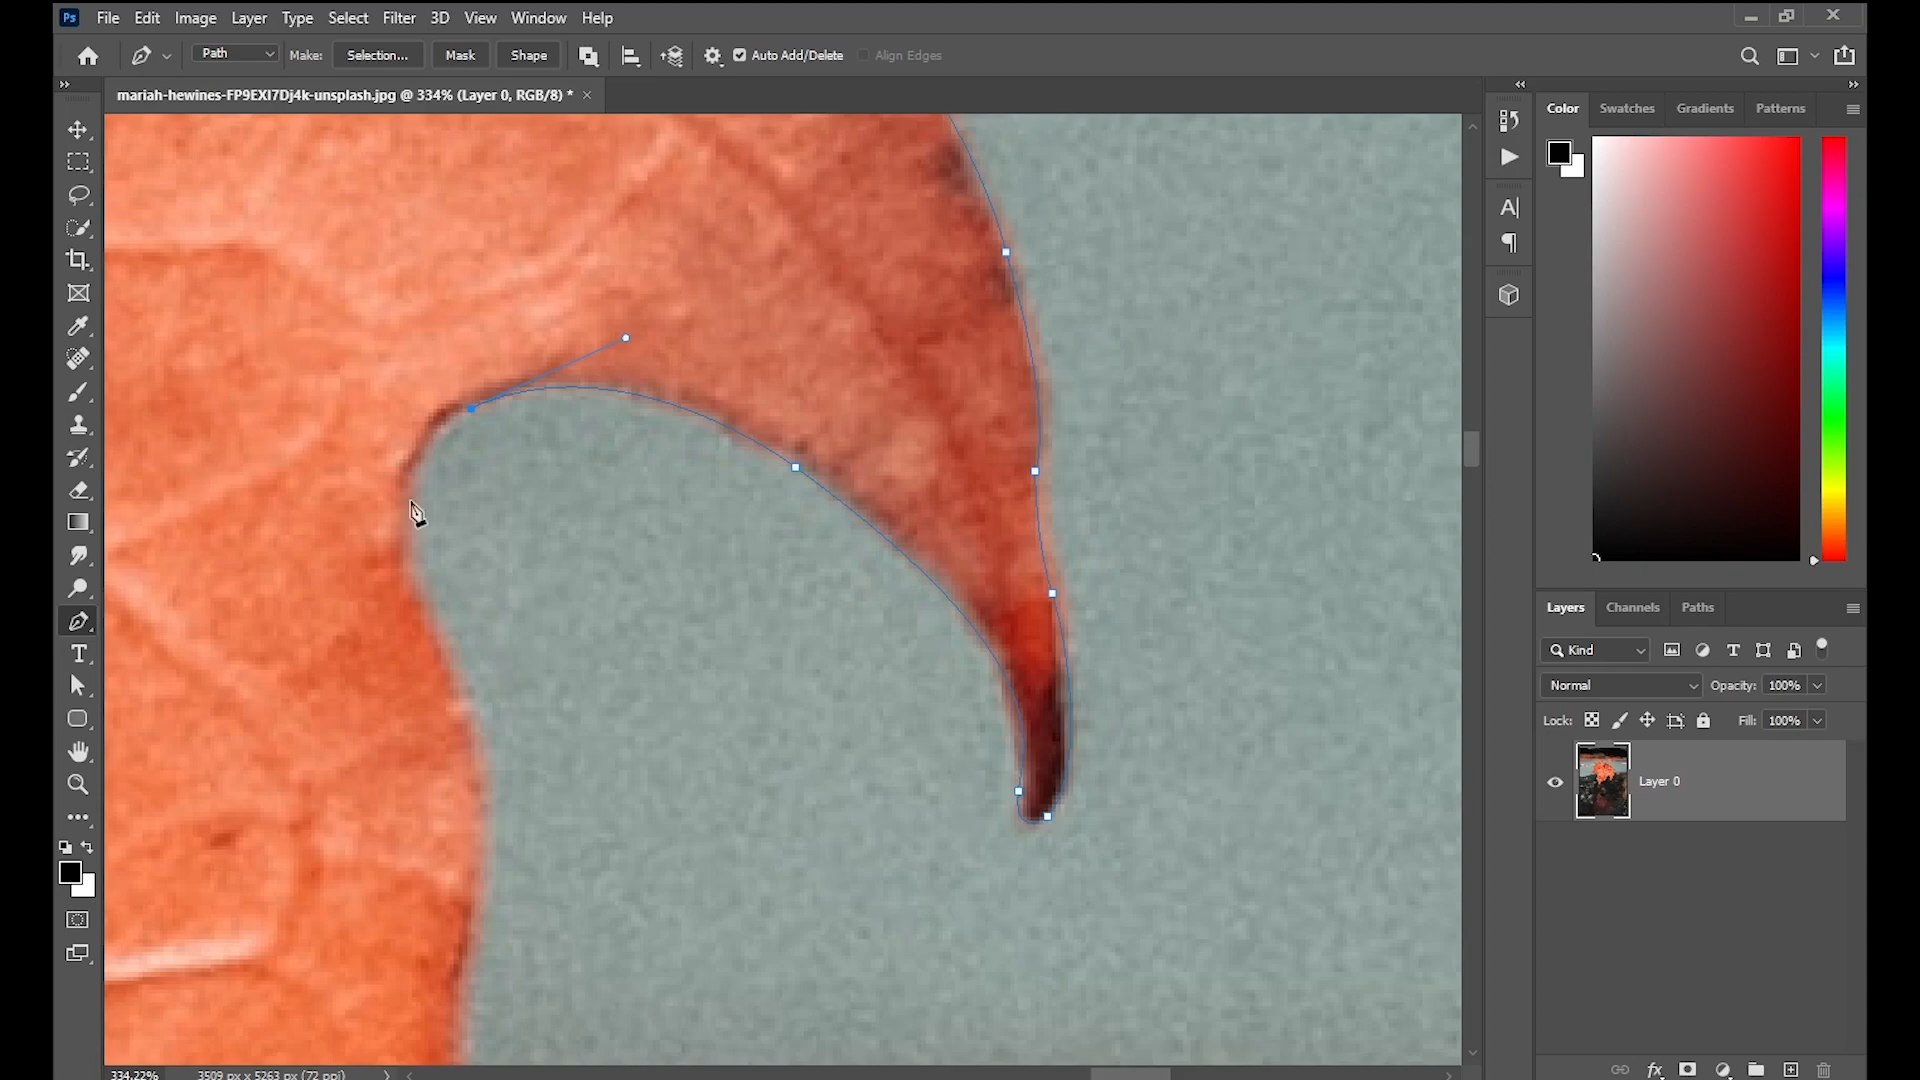 Ps File Edit Image Layer Type Select Filter 3D View Window Help
Path Make: Selection... Mask Shape Auto Add/Delete Align Edges
mariah-hewines-FP9EXI7Dj4k-unsplash.jpg @ 334% (Layer 0, RGB/8) * ×
Color Swatches Gradients Patterns
Layers Channels Paths
Kind
Normal Opacity: 100%
Lock: Fill: 100%
Layer 0
334.22% 3509 px x 5263 px (72 ppi)
fx